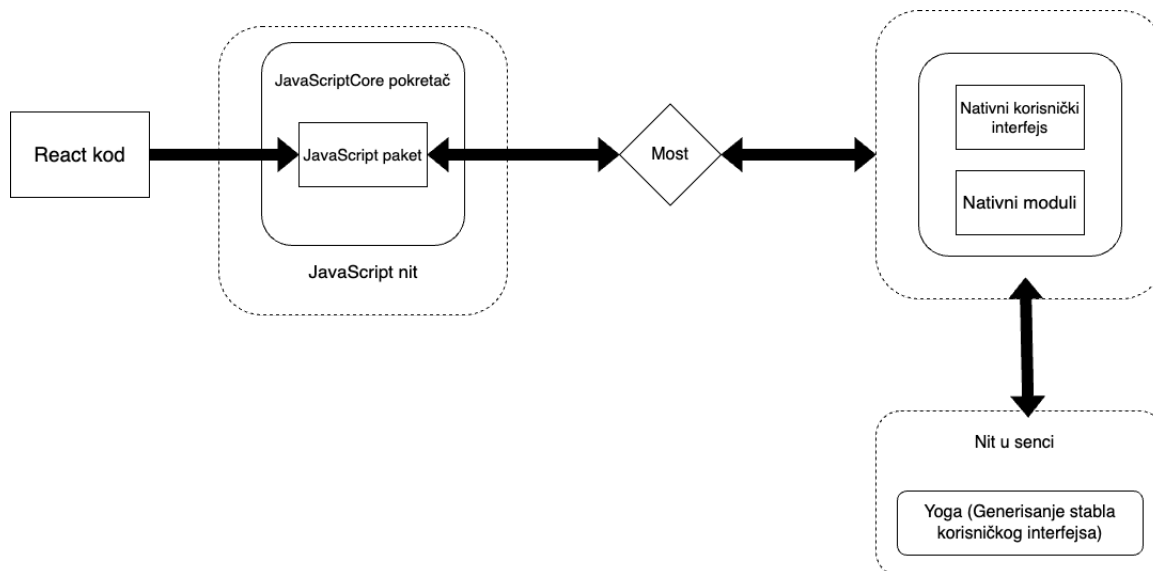 React kod
JavaScriptCore pokretač
JavaScript paket
JavaScript nit
Most
Nativni korisnički
interfejs
Nativni moduli
Nit u senci
Yoga (Generisanje stabla
korisničkog interfejsa)